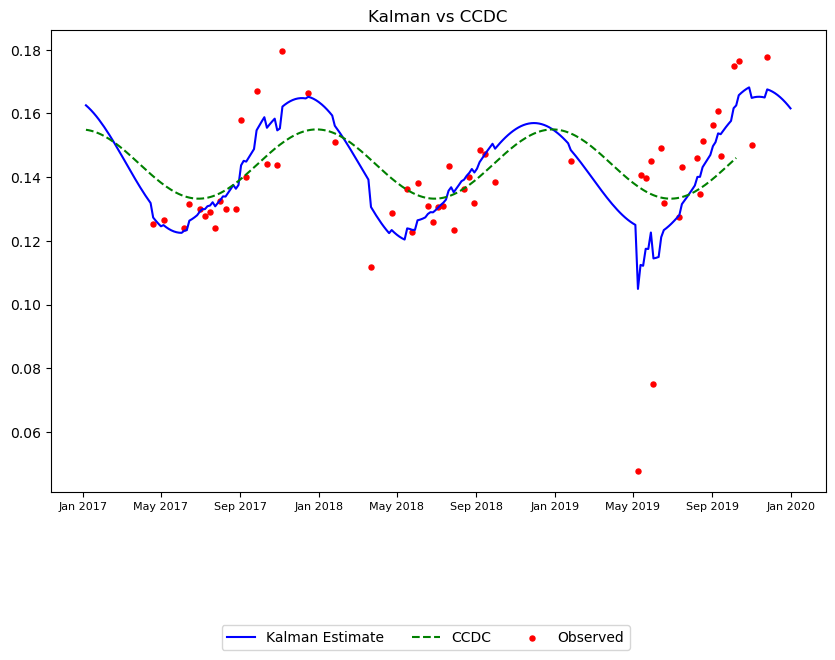 Kalman vs CCDC
0.18
0.16
0.14
0.12
0.10
0.08
0.06
Jan 2017 May 2017 Sep 2017 Jan 2018 May 2018 Sep 2018 Jan 2019 May 2019 Sep 2019 Jan 2020
Kalman Estimate CCDC Observed